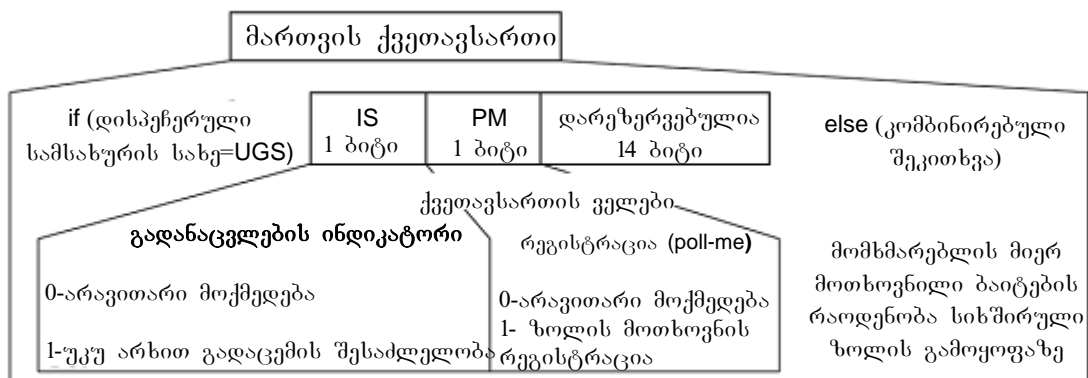 მართვის ქვეთავსართი
if (დისპეჩერული
სამსახურის სახე=UGS)
IS
1 ბიტი
PM
1 ბიტი
დარეზერვებულია
14 ბიტი
else (კომბინირებული
შეკითხვა)
ქვეთავსართის ველები
გადანაცვლების ინდიკატორი
0-არავითარი მოქმედება
1-უკუ არხით გადაცემის შესაძლელობა
რეგისტრაცია (poll-me)
0-არავითარი მოქმედება
1- ზოლის მოთხოვნის
რეგისტრაცია
მომხმარებლის მიერ
მოთხოვნილი ბაიტების
რაოდენობა სიხშირული
ზოლის გამოყოფაზე